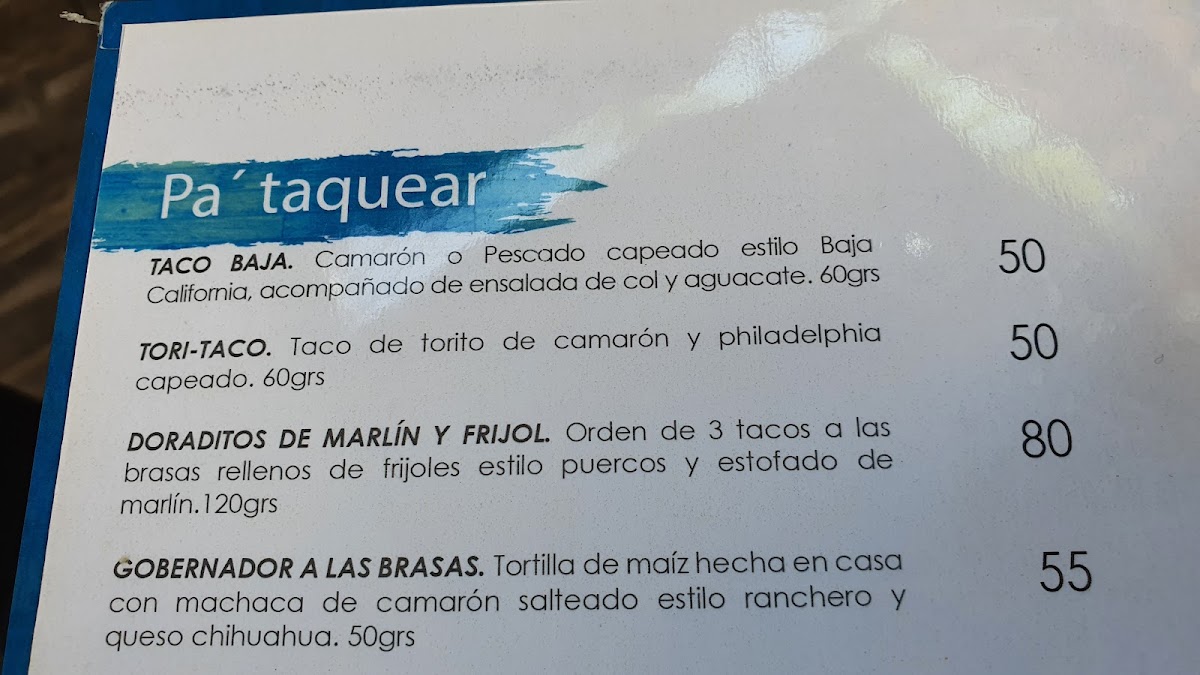 Pa´taquear
TACO BAJA. Camarón o Pescado capeado estilo Baja 50
California, acompañado de ensalada de col y aguacate. 60grs
TORI-TACO. Taco de torito de camarón y philadelphia 50
capeado. 60grs
DORADITOS DE MARLÍN Y FRIJOL. Orden de 3 tacos a las 80
brasas rellenos de frijoles estilo puercos y estofado de
marlín.120grs
GOBERNADOR A LAS BRASAS. Tortilla de maíz hecha en casa 55
con machaca de camarón salteado estilo ranchero y
queso chihuahua. 50grs